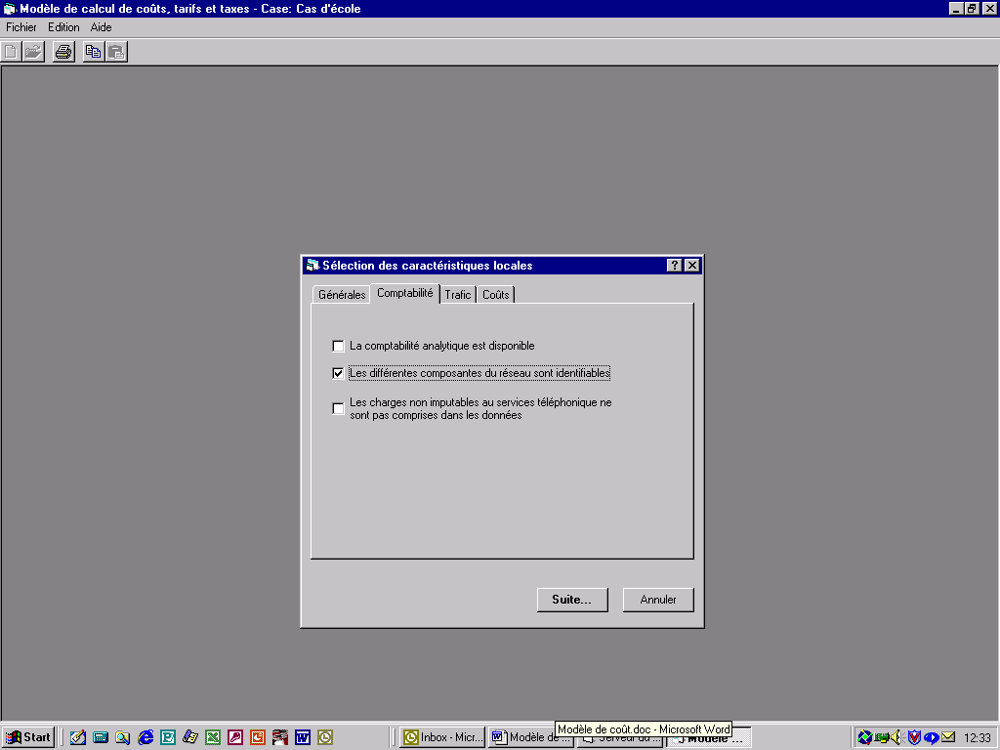 Modèle de calcul de coûts, tarifs et taxes - Case: Cas d'école
Fichier Edition Aide
Sélection des caractéristiques locales
Générales Comptabilité Trafic Coûts
La comptabilité analytique est disponible
Les différentes composantes du réseau sont identifiables
Les charges non imputables au services téléphonique ne
sont pas comprises dans les données
Suite... Annuler
Modèle de coût.doc - Microsoft Word
Start Inbox - Micr... Modèle de ... Serveur du ... Modèle ... 12:33